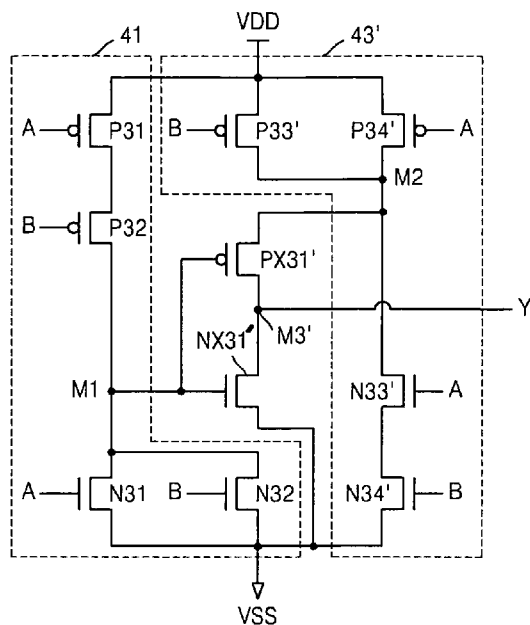 41
VDD
43'
A
P31
B
P33'
P34'
A
M2
B
P32
PX31'
Y
NX31'
M3'
M1
N33'
A
A
N31
B
N32
N34'
B
VSS